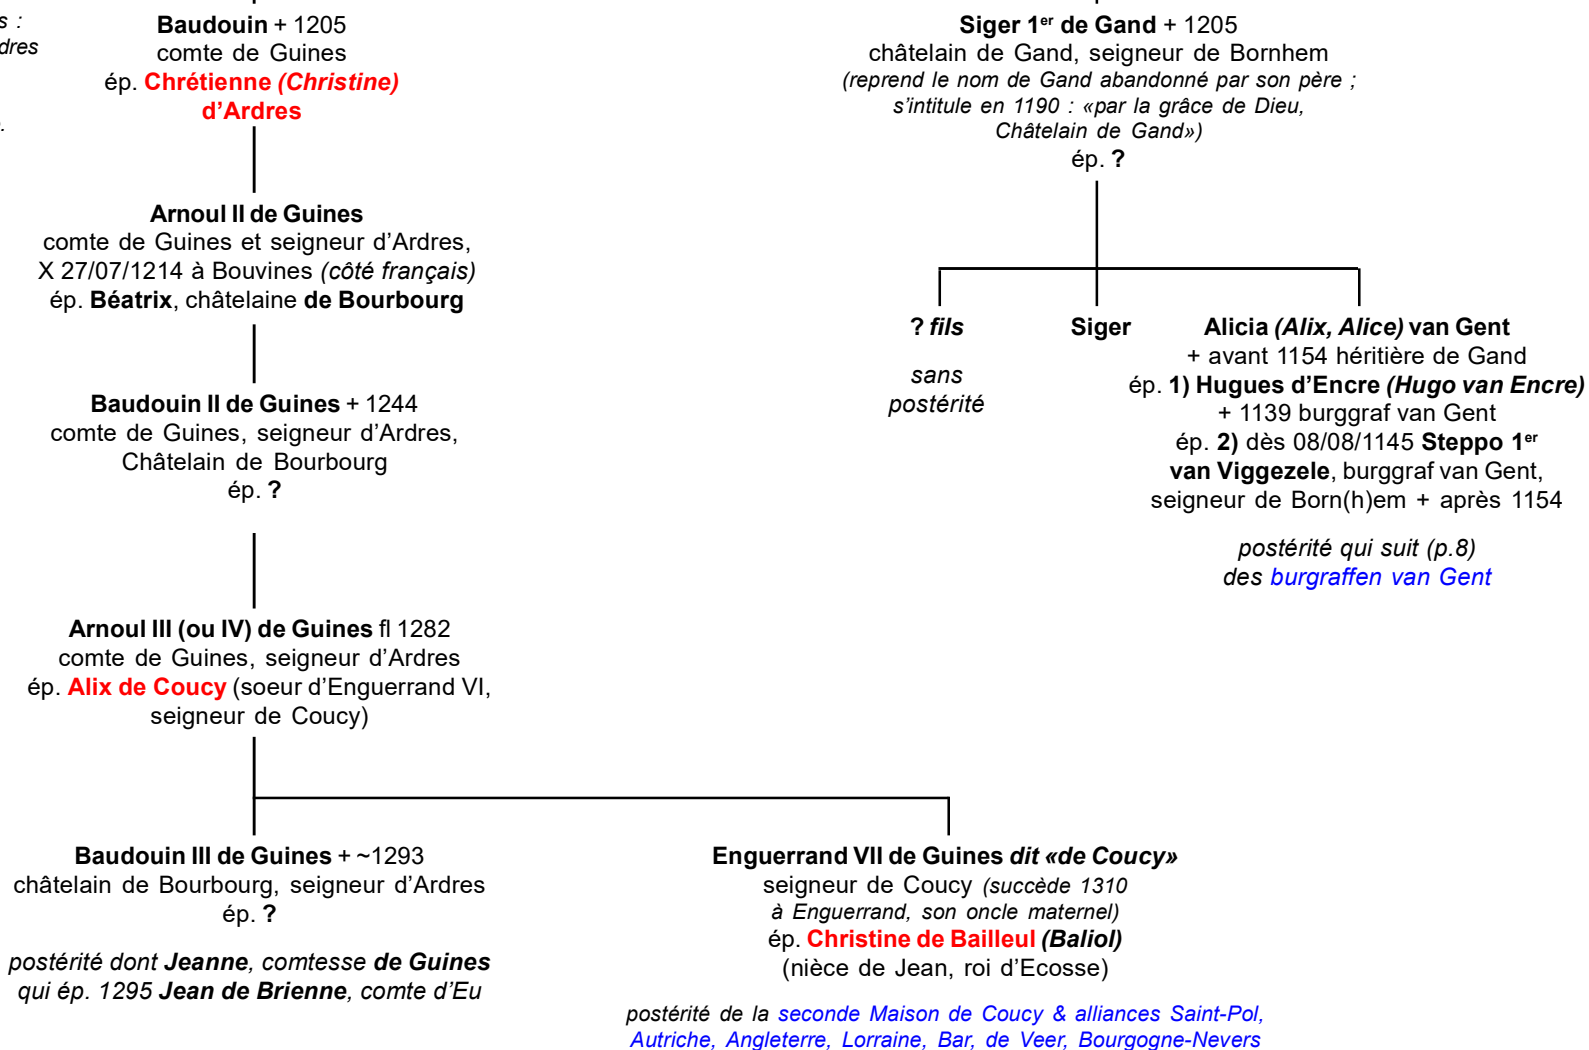 s :
dres
.
Baudouin + 1205
comte de Guines
ép. Chrétienne (Christine)
d’Ardres
Siger 1er de Gand + 1205
châtelain de Gand, seigneur de Bornhem
(reprend le nom de Gand abandonné par son père ;
s’intitule en 1190 : «par la grâce de Dieu,
Châtelain de Gand»)
ép. ?
Arnoul II de Guines
comte de Guines et seigneur d’Ardres,
X 27/07/1214 à Bouvines (côté français)
ép. Béatrix, châtelaine de Bourbourg
? fils
sans
postérité
Siger
Alicia (Alix, Alice) van Gent
+ avant 1154 héritière de Gand
ép. 1) Hugues d’Encre (Hugo van Encre)
+ 1139 burggraf van Gent
ép. 2) dès 08/08/1145 Steppo 1er
van Viggezele, burggraf van Gent,
seigneur de Born(h)em + après 1154
postérité qui suit (p.8)
des burgraffen van Gent
Baudouin II de Guines + 1244
comte de Guines, seigneur d’Ardres,
Châtelain de Bourbourg
ép. ?
Arnoul III (ou IV) de Guines fl 1282
comte de Guines, seigneur d’Ardres
ép. Alix de Coucy (soeur d’Enguerrand VI,
seigneur de Coucy)
Baudouin III de Guines + ~1293
châtelain de Bourbourg, seigneur d’Ardres
ép. ?
postérité dont Jeanne, comtesse de Guines
qui ép. 1295 Jean de Brienne, comte d’Eu
Enguerrand VII de Guines dit «de Coucy»
seigneur de Coucy (succède 1310
à Enguerrand, son oncle maternel)
ép. Christine de Bailleul (Baliol)
(nièce de Jean, roi d’Ecosse)
postérité de la seconde Maison de Coucy & alliances Saint-Pol,
Autriche, Angleterre, Lorraine, Bar, de Veer, Bourgogne-Nevers